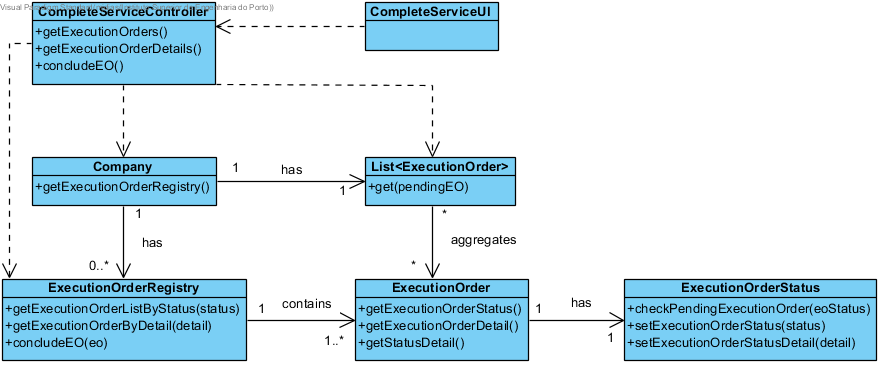 Visual Paradigm Standard(
Instituto Superior de Engenharia do Porto))
CompleteServiceController
+getExecutionOrders()
+getExecutionOrderDetails()
+concludeEO()
CompleteServiceUI
Company
+getExecutionOrderRegistry()
1
has
1
List<ExecutionOrder>
+get(pendingEO)
1
has
0..*
*
aggregates
*
ExecutionOrderRegistry
+getExecutionOrderListByStatus(status)
+getExecutionOrderByDetail(detail)
+concludeEO(eo)
1
contains
1..*
ExecutionOrder
+getExecutionOrderStatus()
+getExecutionOrderDetail()
+getStatusDetail()
1
has
1
ExecutionOrderStatus
+checkPendingExecutionOrder(eoStatus)
+setExecutionOrderStatus(status)
+setExecutionOrderStatusDetail(detail)